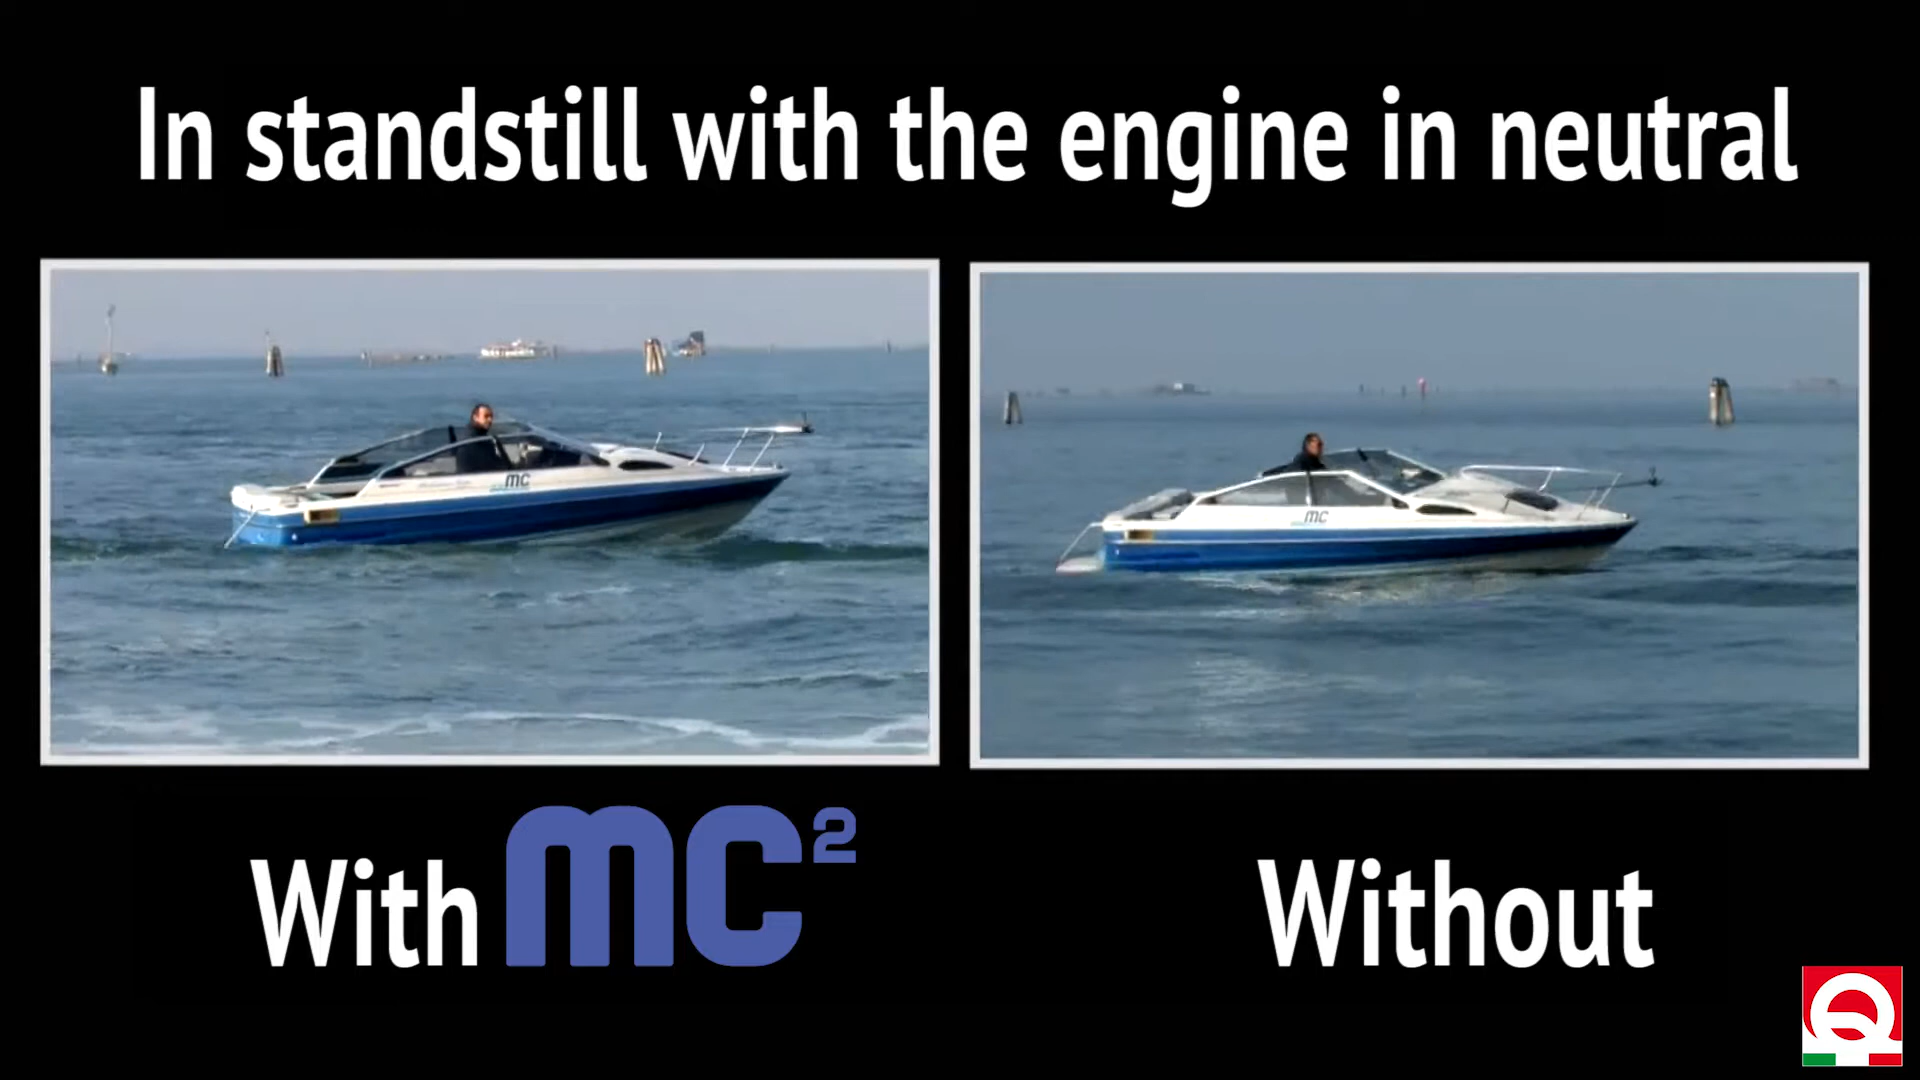 In standstill with the engine in neutral
mc
mc
With mc²
Without